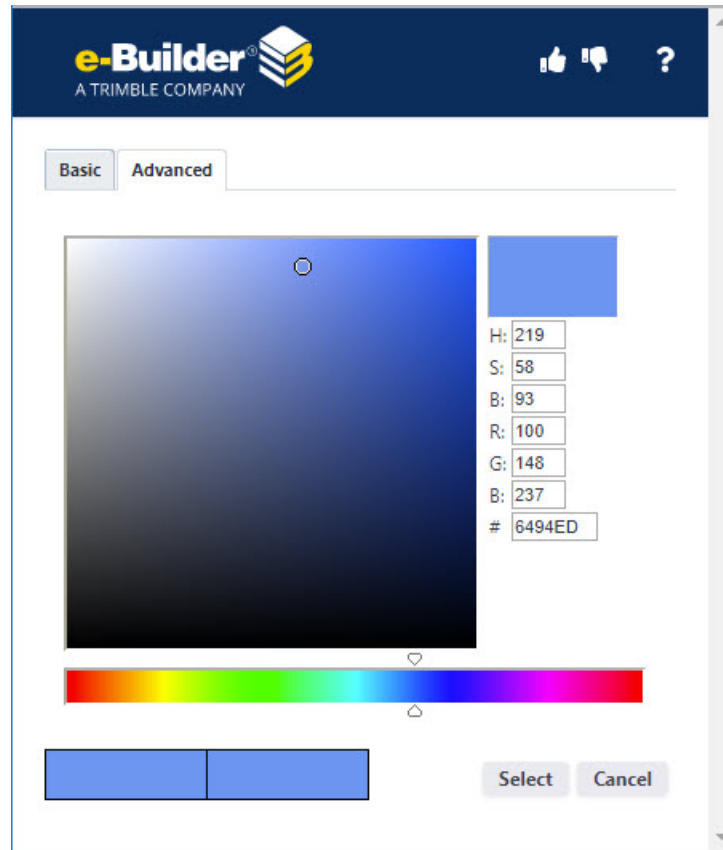 e-Builder®
A TRIMBLE COMPANY
?
Basic Advanced
H: 219
S: 58
B: 93
R: 100
G: 148
B: 237
# 6494ED
Select Cancel